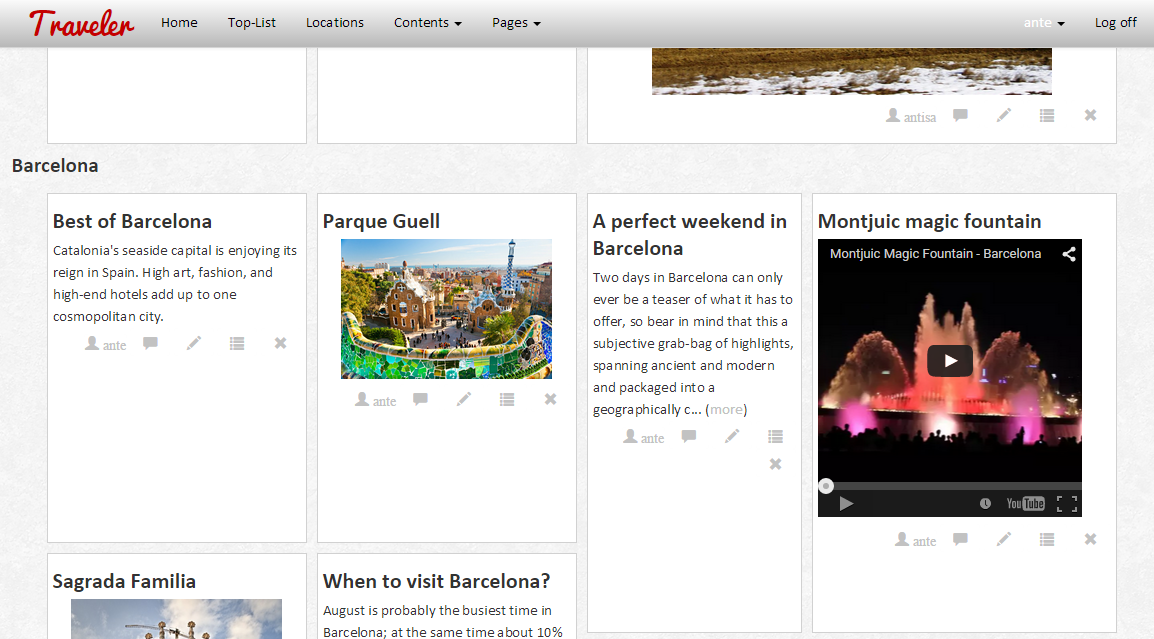 Traveler
Home
Top-List
Locations
Contents
Pages
ante
Log off
antisa
Barcelona
Best of Barcelona
Catalonia's seaside capital is enjoying its
reign in Spain. High art, fashion, and
high-end hotels add up to one
cosmopolitan city.
ante
Parque Guell
ante
A perfect weekend in
Barcelona
Two days in Barcelona can only
ever be a teaser of what it has to
offer, so bear in mind that this a
subjective grab-bag of highlights,
spanning ancient and modern
and packaged into a
geographically c... (more)
ante
Montjuic magic fountain
Montjuic Magic Fountain - Barcelona
YouTube
ante
Sagrada Familia
When to visit Barcelona?
August is probably the busiest time in
Barcelona; at the same time about 10%